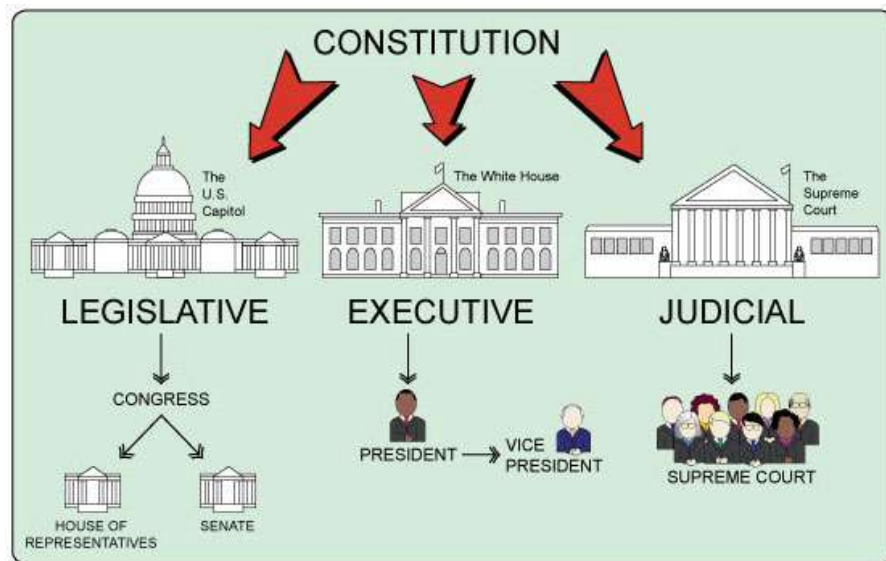 CONSTITUTION
The
U.S.
Capitol
The White House
The
Supreme
Court
LEGISLATIVE
EXECUTIVE
JUDICIAL
CONGRESS
PRESIDENT
VICE
PRESIDENT
SUPREME COURT
HOUSE OF
REPRESENTATIVES
SENATE